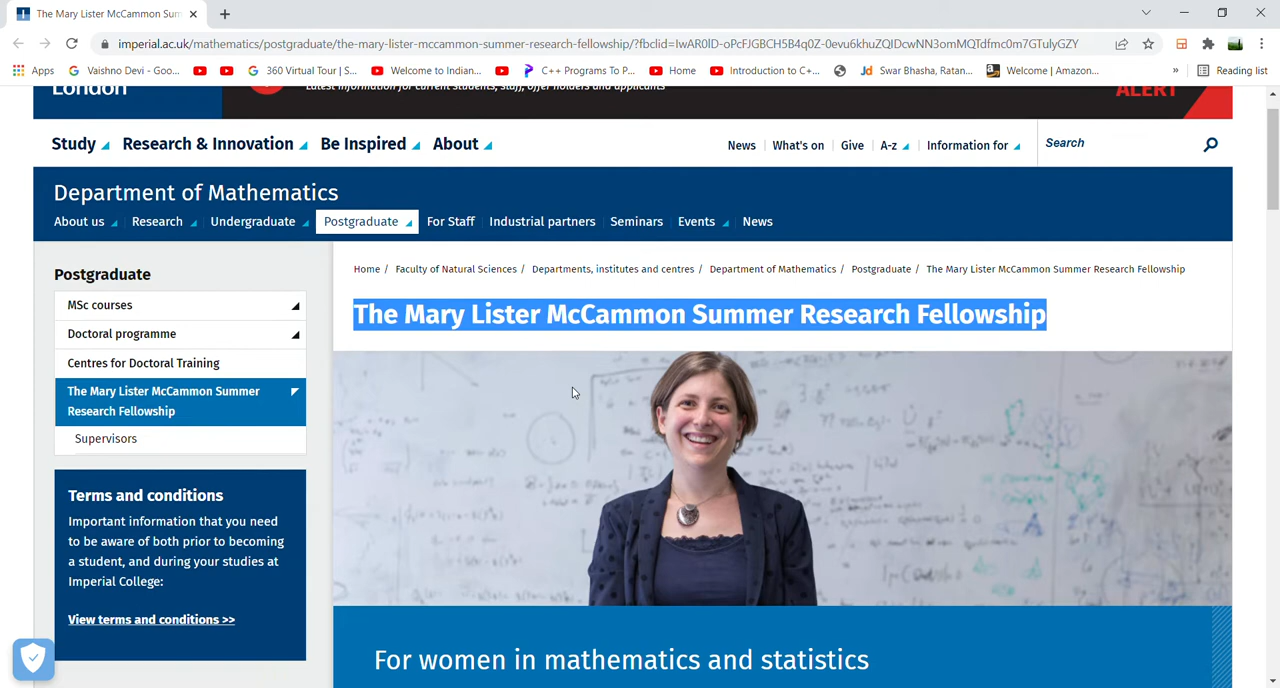 The Mary Lister McCammon Sum
imperial.ac.uk/mathematics/postgraduate/the-mary-lister-mccammon-summer-research-fellowship/?fbclid=IwAR0lD-oPcFJGBCH5B4q0Z-0evu6khuZQIDcwNN3omMQTdfmc0m7GTulyGZY
Apps Vaishno Devi - Goo... 360 Virtual Tour | S... Welcome to Indian... C++ Programs To P... Home Introduction to C+... Swar Bhasha, Ratan... Welcome | Amazon... » Reading list
London
Latest information for current students, staff, offer holders and applicants
ALERT
Study Research & Innovation Be Inspired About
News What's on Give A-z Information for Search
Department of Mathematics
About us Research Undergraduate Postgraduate For Staff Industrial partners Seminars Events News
Home / Faculty of Natural Sciences / Departments, institutes and centres / Department of Mathematics / Postgraduate / The Mary Lister McCammon Summer Research Fellowship
The Mary Lister McCammon Summer Research Fellowship
Postgraduate
MSc courses
Doctoral programme
Centres for Doctoral Training
The Mary Lister McCammon Summer
Research Fellowship
Supervisors
Terms and conditions
Important information that you need
to be aware of both prior to becoming
a student, and during your studies at
Imperial College:
View terms and conditions >>
For women in mathematics and statistics